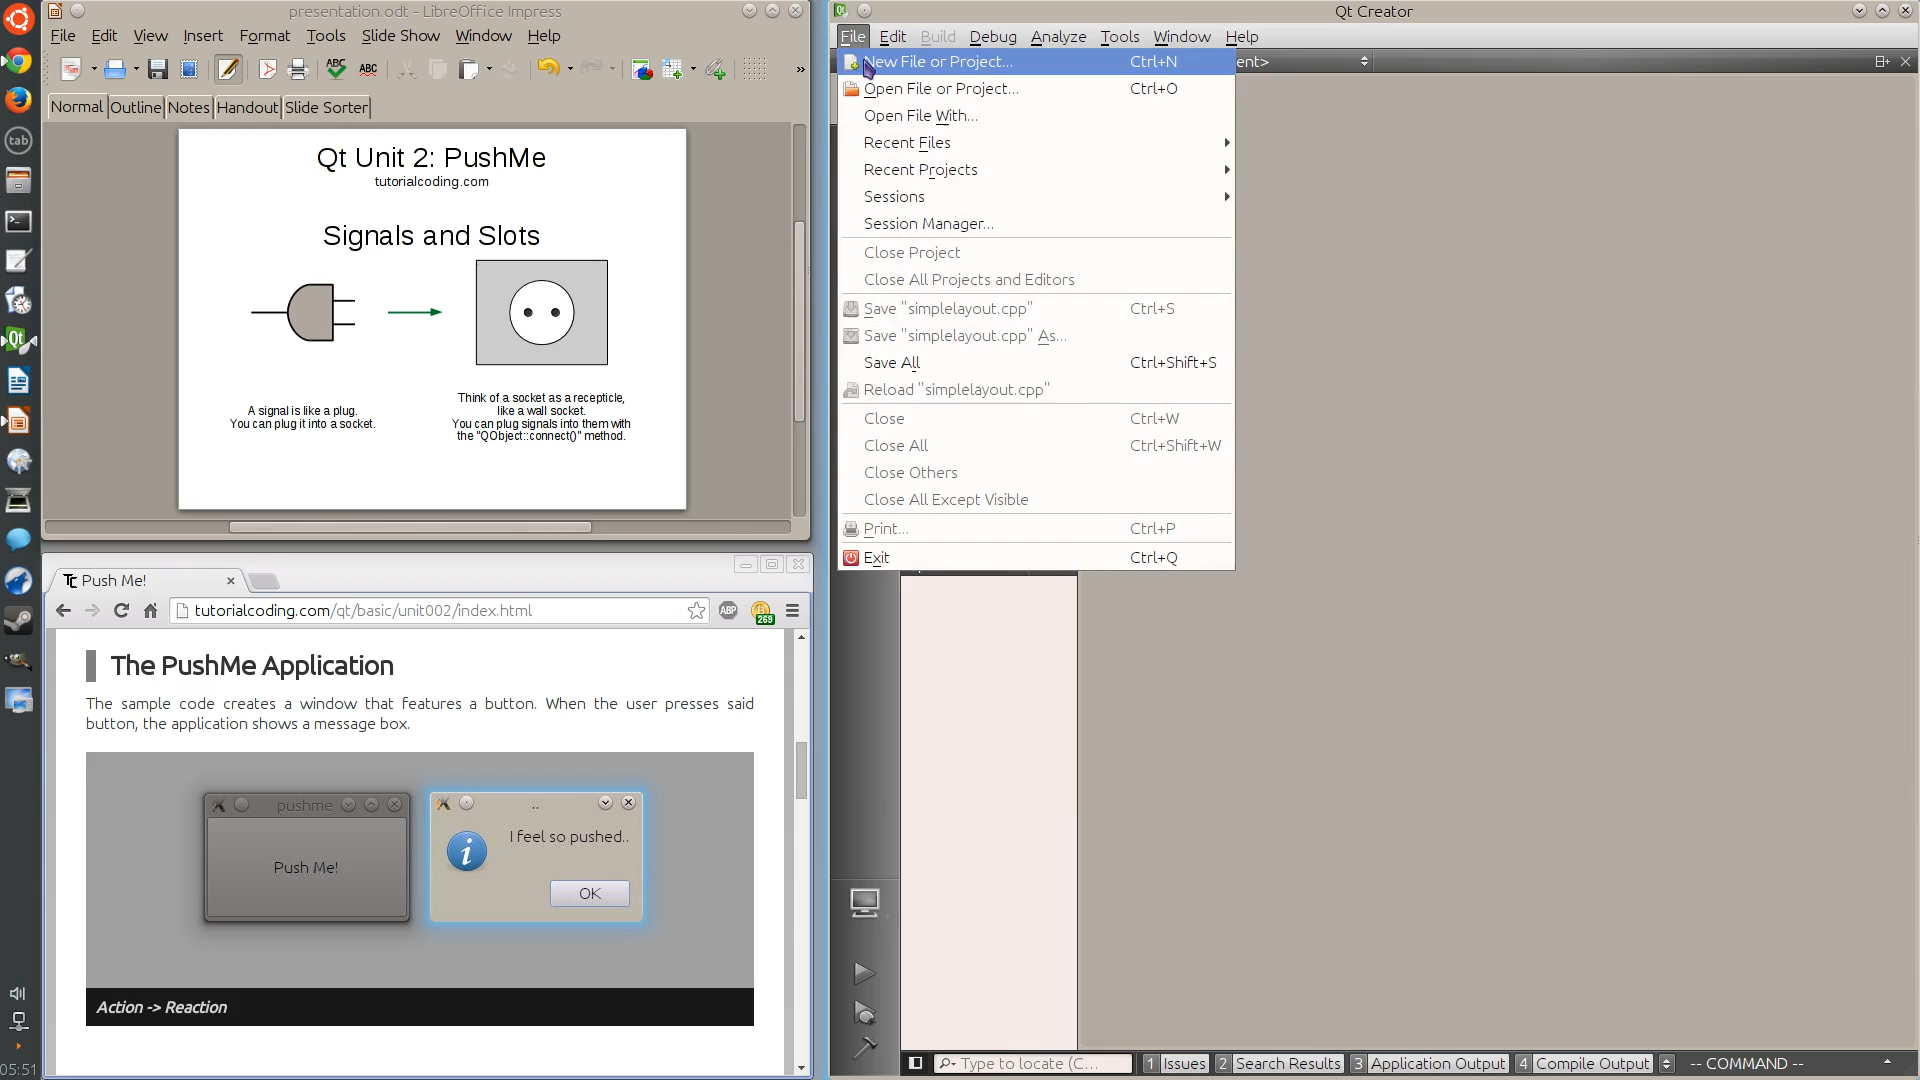 presentation.odt - LibreOffice Impress
File Edit View Insert Format Tools Slide Show Window Help
ABC ABC
Normal Outline Notes Handout Slide Sorter
Qt Unit 2: PushMe
tutorialcoding.com
Signals and Slots
A signal is like a plug.
You can plug it into a socket.
Think of a socket as a recepticle,
like a wall socket.
You can plug signals into them with
the "QObject::connect()" method.
tab
Qt
05:51
TC Push Me!
tutorialcoding.com/qt/basic/unit002/index.html
ABP
269
The PushMe Application
The sample code creates a window that features a button. When the user presses said
button, the application shows a message box.
pushme
Push Me!
..
I feel so pushed..
OK
Action -> Reaction
Qt Creator
File Edit Build Debug Analyze Tools Window Help
ent>
New File or Project... Ctrl+N
Open File or Project... Ctrl+O
Open File With...
Recent Files
Recent Projects
Sessions
Session Manager...
Close Project
Close All Projects and Editors
Save "simplelayout.cpp" Ctrl+S
Save "simplelayout.cpp" As...
Save All Ctrl+Shift+S
Reload "simplelayout.cpp"
Close Ctrl+W
Close All Ctrl+Shift+W
Close Others
Close All Except Visible
Print... Ctrl+P
Exit Ctrl+Q
Type to locate (C... 1 Issues 2 Search Results 3 Application Output 4 Compile Output -- COMMAND --